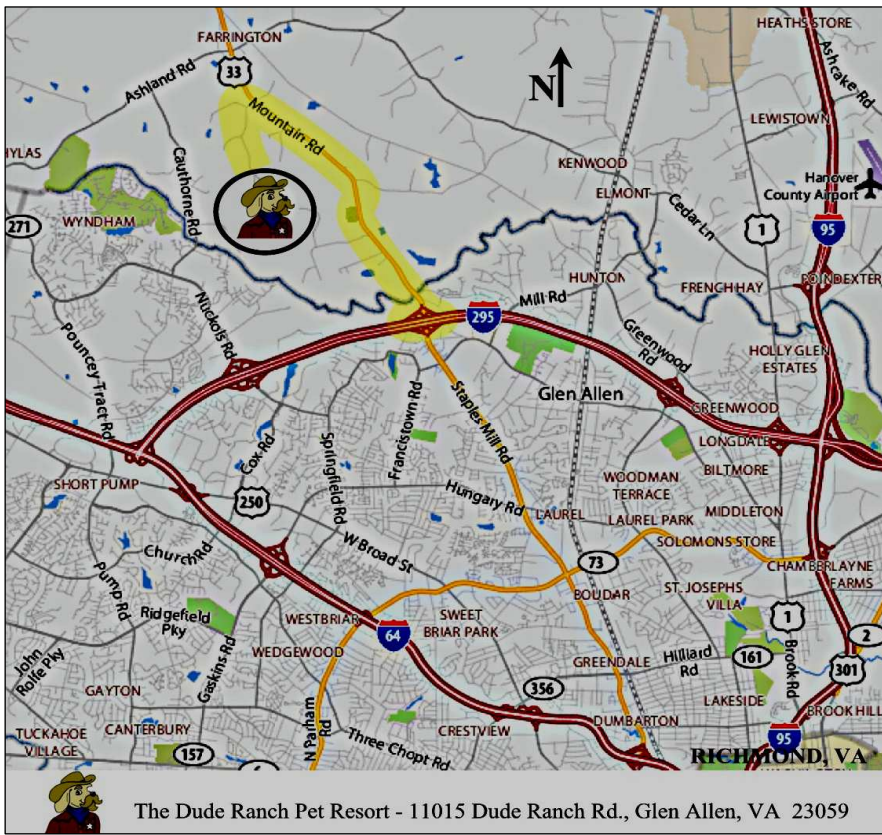 HEATHS STORE
FARRINGTON
33
Ashland Rd
Ashcake Rd
N
LEWISTOWN
Mountain Rd
HYLAS
KENWOOD
Hanover
County Airport
Cauthorne Rd
ELMONT
Cedar Ln
271
WYNDHAM
1
95
HUNTON
FRENCH HAY
POINDEXTER
Mill Rd
295
Nuckols Rd
Greenwood
Rd
Pouncey Tract Rd
HOLLY GLEN
ESTATES
Glen Allen
Francistown Rd
Staples Mill Rd
GREENWOOD
Cox Rd
Springfield Rd
LONGDALE
BILTMORE
SHORT PUMP
250
Hungary Rd
WOODMAN
TERRACE
LAUREL
LAUREL PARK
MIDDLETON
SOLOMONS STORE
Church Rd
W Broad St
73
CHAMBERLAYNE
FARMS
Pump Rd
BOUDAR
ST. JOSEPHS
VILLA
Ridgefield
Pky
WESTBRIAR
64
SWEET
BRIAR PARK
1
2
WEDGEWOOD
GREENDALE
Hilliard
Rd
161
Brook Rd
301
John
Rolfe Pky
Gaskins Rd
GAYTON
356
LAKESIDE
N Parham
Rd
CANTERBURY
DUMBARTON
BROOK HILL
TUCKAHOE
VILLAGE
157
Three Chopt Rd
CRESTVIEW
95
RICHMOND, VA
The Dude Ranch Pet Resort - 11015 Dude Ranch Rd., Glen Allen, VA 23059